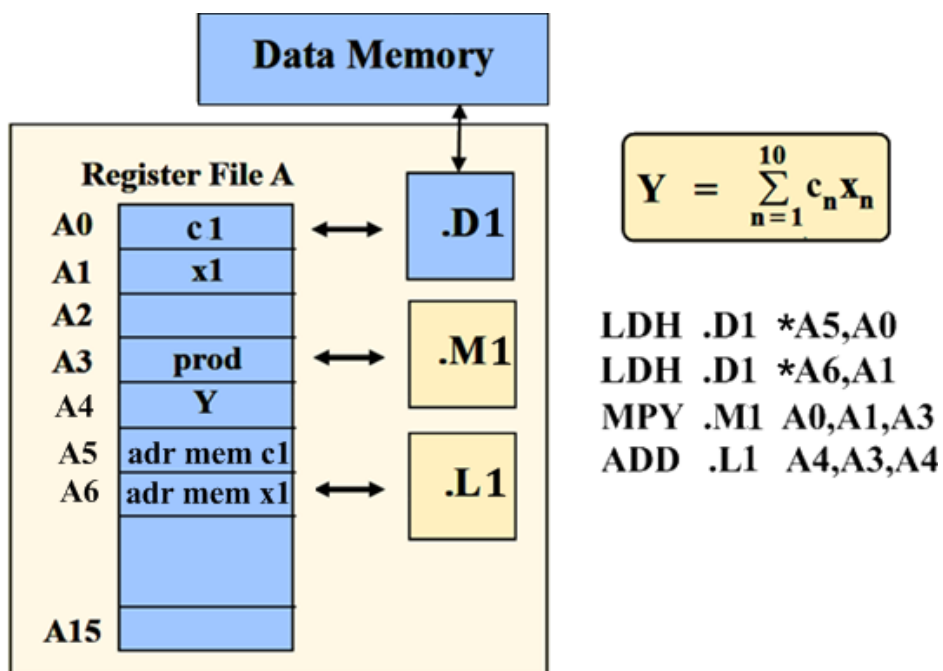 Data Memory
Register File A
A0 c1
A1 x1
A2
A3 prod
A4 Y
A5 adr mem c1
A6 adr mem x1
A15
.D1
.M1
.L1
10
Y = ∑ cₙxₙ
n=1
LDH .D1 *A5,A0
LDH .D1 *A6,A1
MPY .M1 A0,A1,A3
ADD .L1 A4,A3,A4